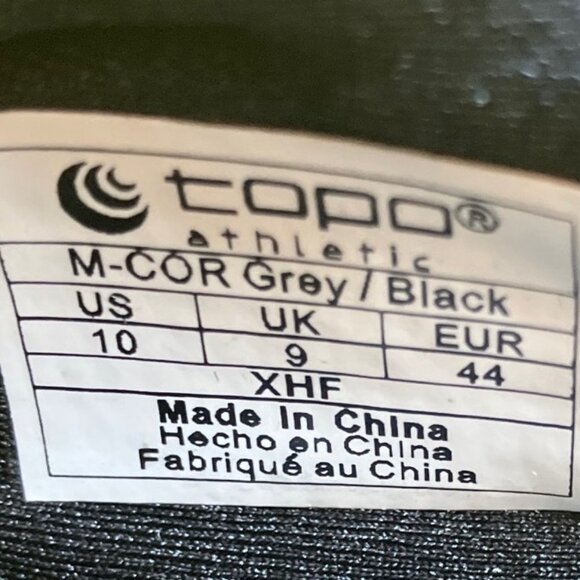 topo®
athletic
M-COR Grey / Black
US UK EUR
10 9 44
XHF
Made In China
Hecho en China
Fabriqué au China